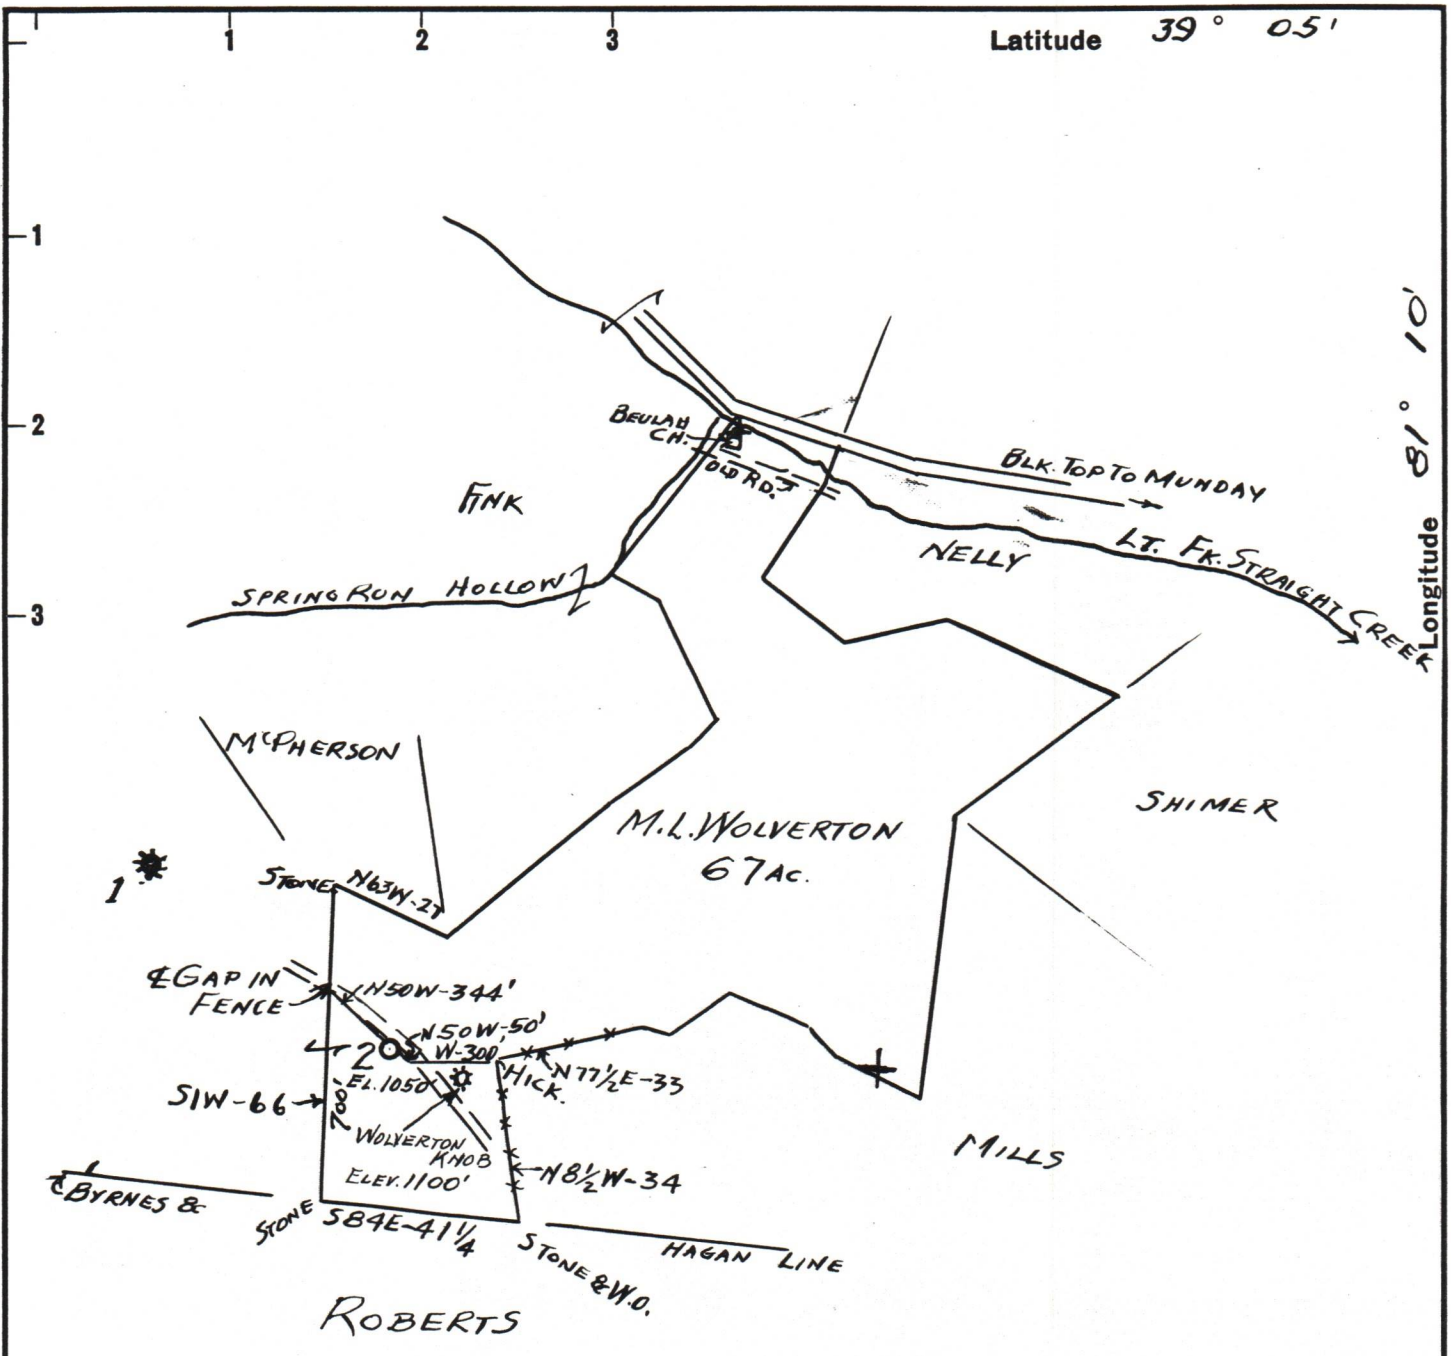 1 2 3 Latitude 39° 05'
1
81° 10'
2
BEULAH
CH.
OLD RD.
BLK. TOP TO MUNDAY
FINK
NELLY
LT. FK. STRAIGHT CREEK
Longitude
SPRING RUN HOLLOW
3
McPHERSON
SHIMER
M.L. WOLVERTON
67 AC.
1
STONE N63W-27
℄ GAP IN
FENCE
N50W-344'
N50W-50'
W-300'
2
EL. 1050'
HICK.
N77½E-33
S1W-66
700'
WOLVERTON
KNOB
ELEV. 1100'
N8½W-34
MILLS
BYRNES &
STONE
S84E-41¼
STONE & W.O.
HAGAN LINE
ROBERTS